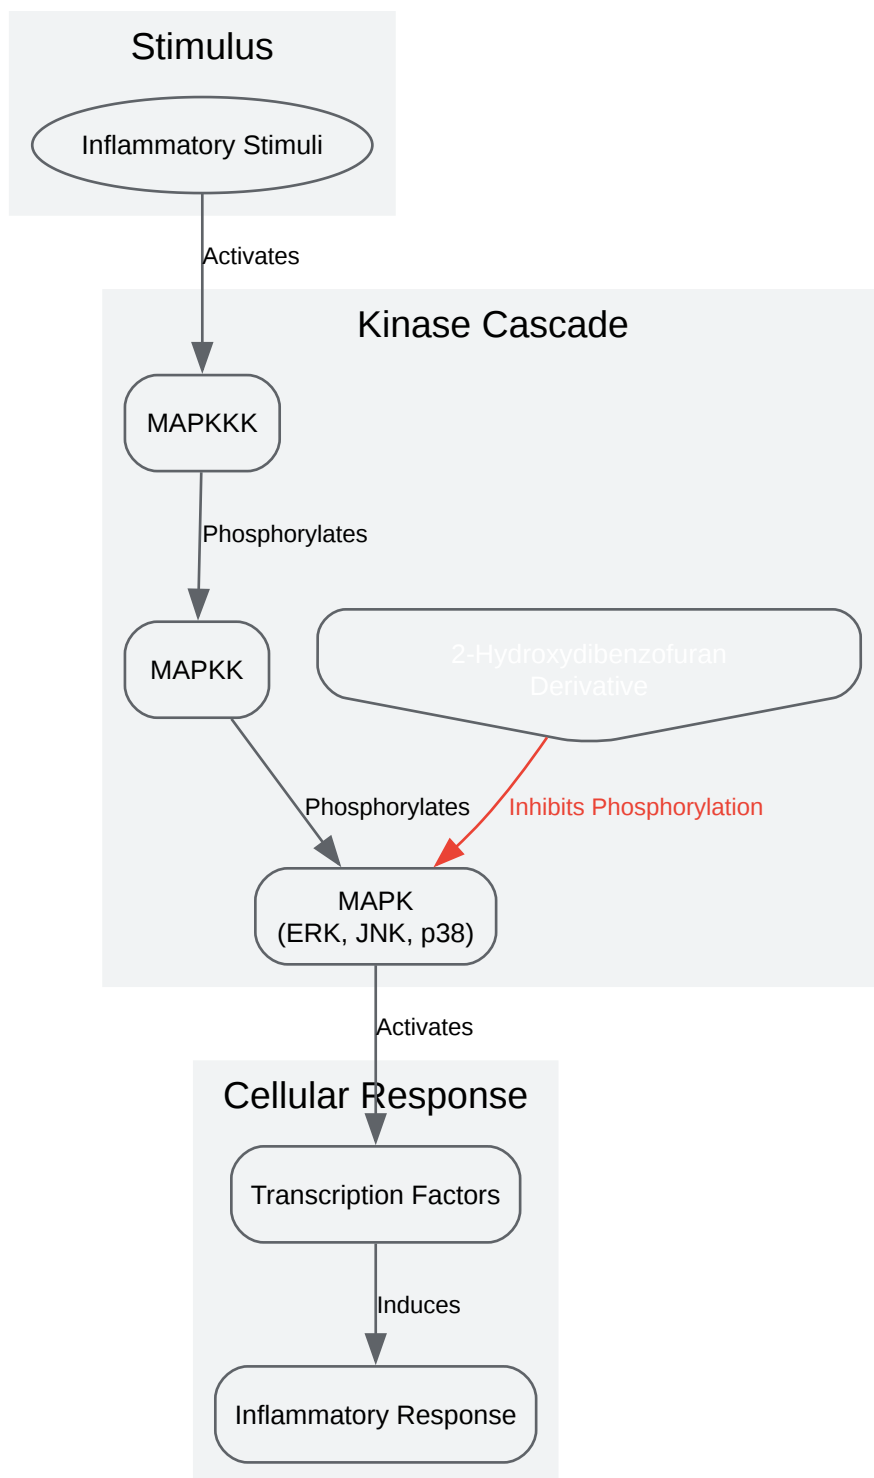 Stimulus
Inflammatory Stimuli
Activates
Kinase Cascade
MAPKKK
Phosphorylates
2-Hydroxydibenzofuran
Derivative
MAPKK
Phosphorylates
Inhibits Phosphorylation
MAPK
(ERK, JNK, p38)
Activates
Cellular Response
Transcription Factors
Induces
Inflammatory Response